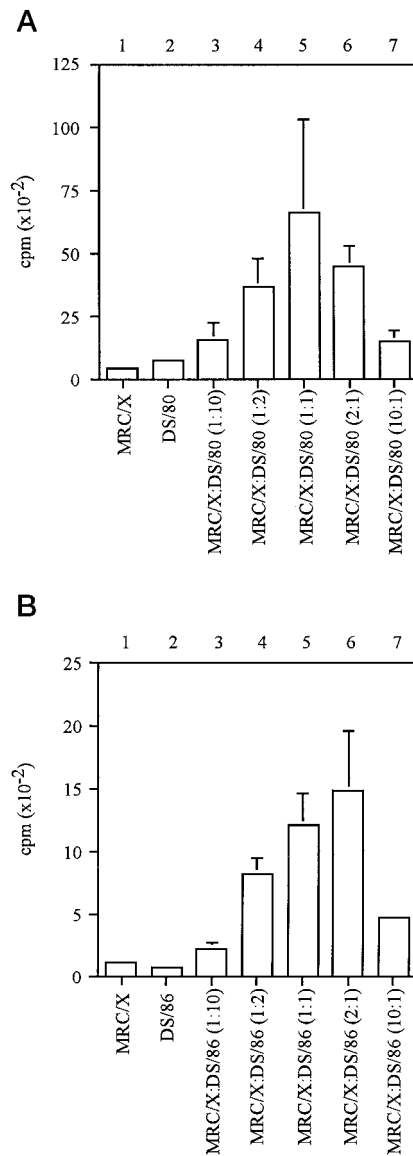 A
1 2 3 4 5 6 7
125
100
75
50
25
0
cpm (x10⁻²)
MRC/X
DS/80
MRC/X:DS/80 (1:10)
MRC/X:DS/80 (1:2)
MRC/X:DS/80 (1:1)
MRC/X:DS/80 (2:1)
MRC/X:DS/80 (10:1)
B
1 2 3 4 5 6 7
25
20
15
10
5
0
cpm (x10⁻²)
MRC/X
DS/86
MRC/X:DS/86 (1:10)
MRC/X:DS/86 (1:2)
MRC/X:DS/86 (1:1)
MRC/X:DS/86 (2:1)
MRC/X:DS/86 (10:1)